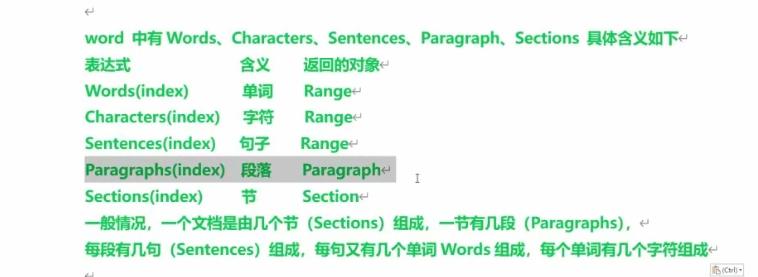 word 中有 Words、Characters、Sentences、Paragraph、Sections 具体含义如下
表达式 含义 返回的对象
Words(index) 单词 Range
Characters(index) 字符 Range
Sentences(index) 句子 Range
Paragraphs(index) 段落 Paragraph
Sections(index) 节 Section
一般情况，一个文档是由几个节（Sections）组成，一节有几段（Paragraphs），
每段有几句（Sentences）组成，每句又有几个单词 Words 组成，每个单词有几个字符组成
(Ctrl)